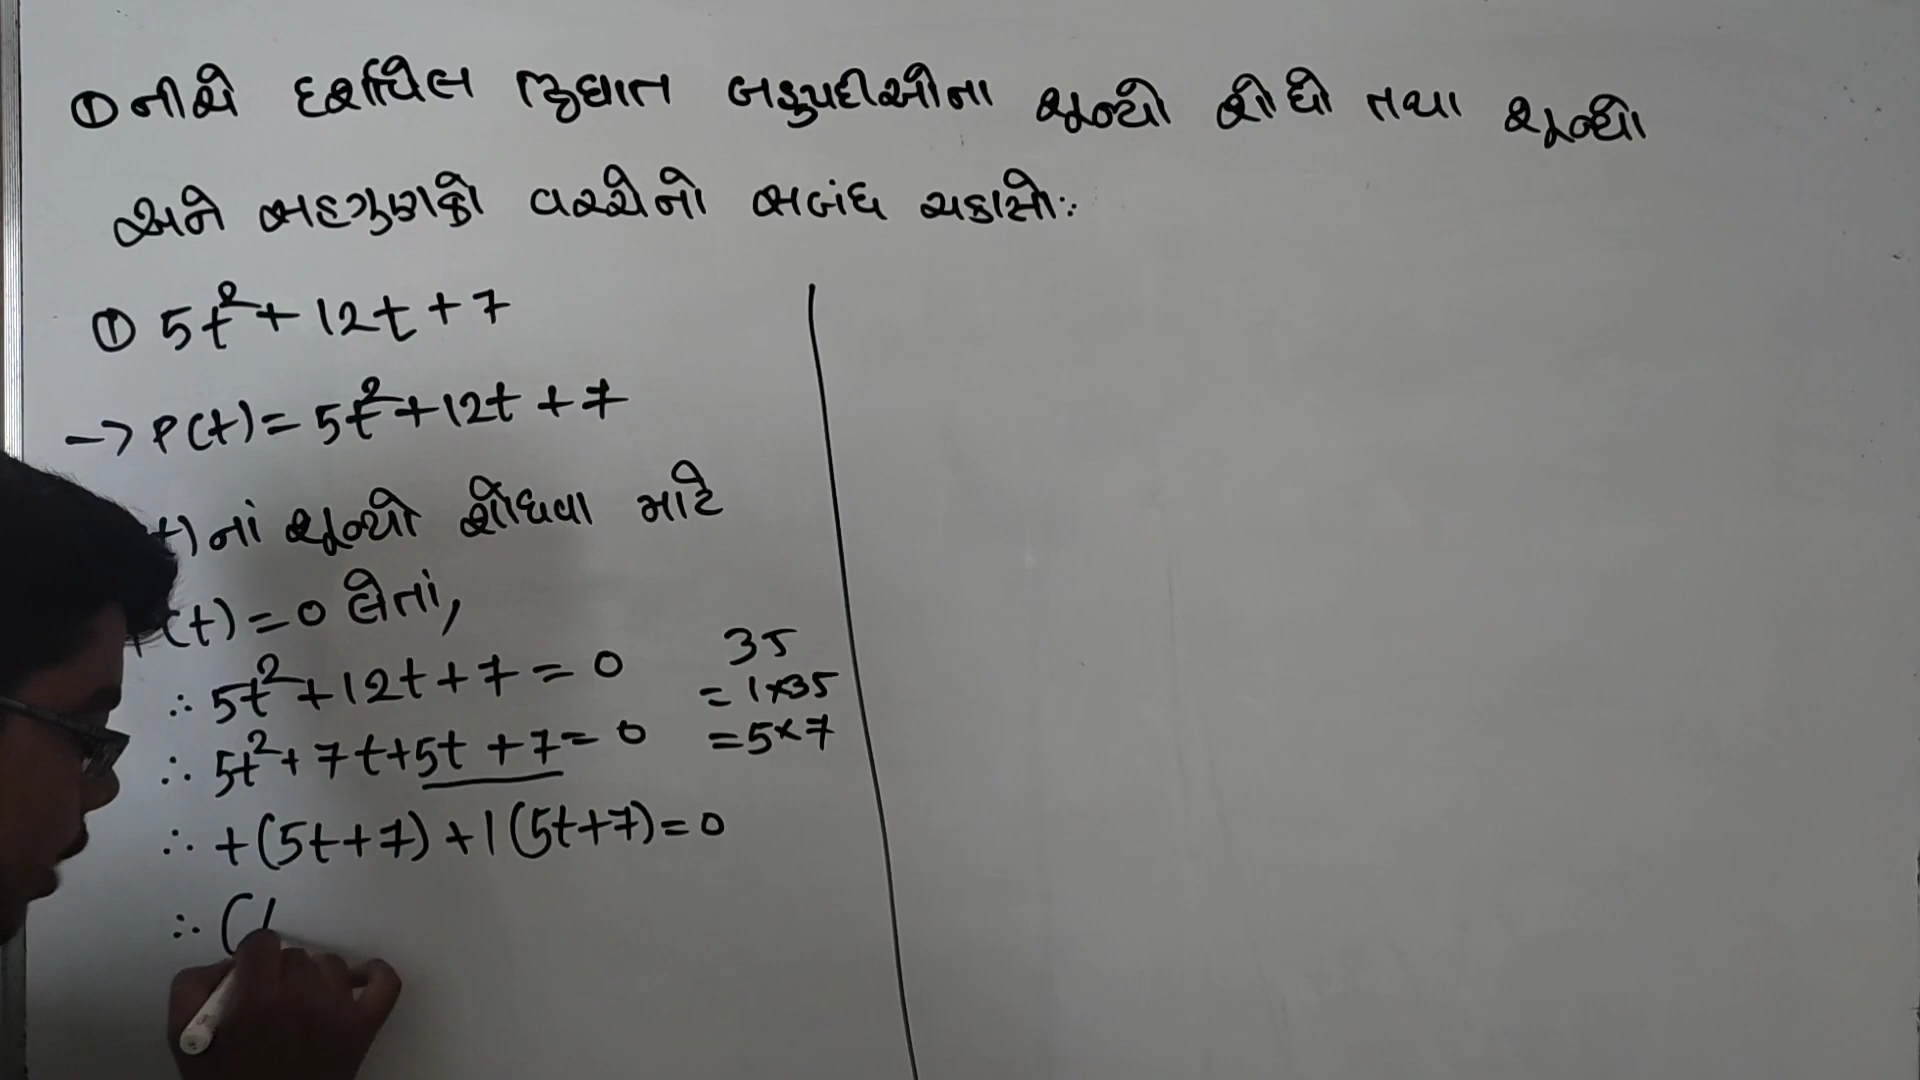 ① નીચે દર્શાવેલ દ્વિઘાત બહુપદીઓના શૂન્યો શોધો તથા શૂન્યો
અને સહગુણકો વચ્ચેનો સબંધ ચકાસો:
① 5t² + 12t + 7
→ P(t) = 5t² + 12t + 7
t) નાં શૂન્યો શોધવા માટે
(t) = 0 લેતાં,
∴ 5t² + 12t + 7 = 0
35
= 1×35
∴ 5t² + 7t + 5t + 7 = 0
= 5×7
∴ t(5t+7) + 1(5t+7) = 0
∴ (